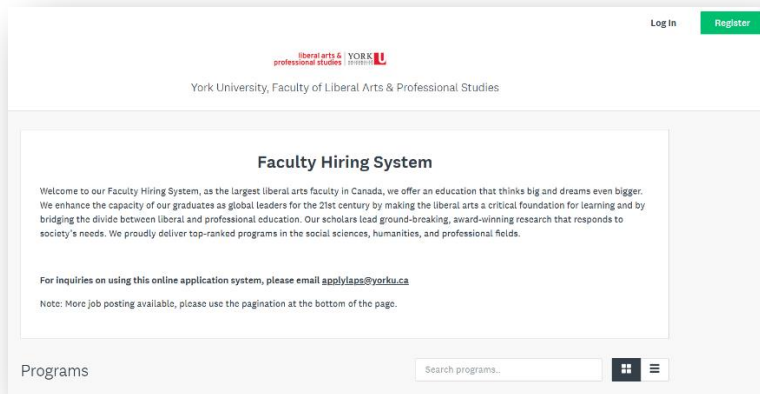 Log In Register
liberal arts & YORK U
professional studies
York University, Faculty of Liberal Arts & Professional Studies
Faculty Hiring System
Welcome to our Faculty Hiring System, as the largest liberal arts faculty in Canada, we offer an education that thinks big and dreams even bigger.
We enhance the capacity of our graduates as global leaders for the 21st century by making the liberal arts a critical foundation for learning and by
bridging the divide between liberal and professional education. Our scholars lead ground-breaking, award-winning research that responds to
society's needs. We proudly deliver top-ranked programs in the social sciences, humanities, and professional fields.
For inquiries on using this online application system, please email applylaps@yorku.ca
Note: More job posting available, please use the pagination at the bottom of the page.
Programs
Search programs..